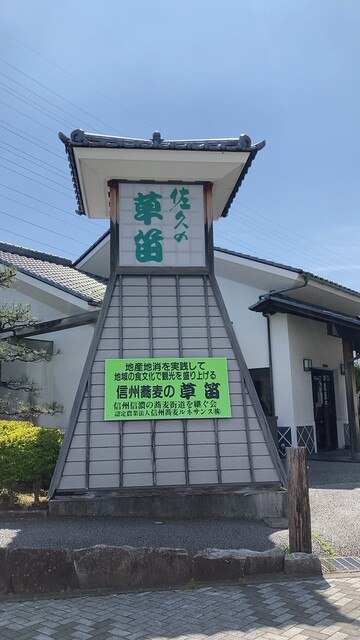 佐久の
草笛
地産地消を実践して
地域の食文化で観光を盛り上げる
信州蕎麦の草笛
信州信濃の蕎麦街道を継ぐ会
認定農業法人信州蕎麦ルネサンス㈱